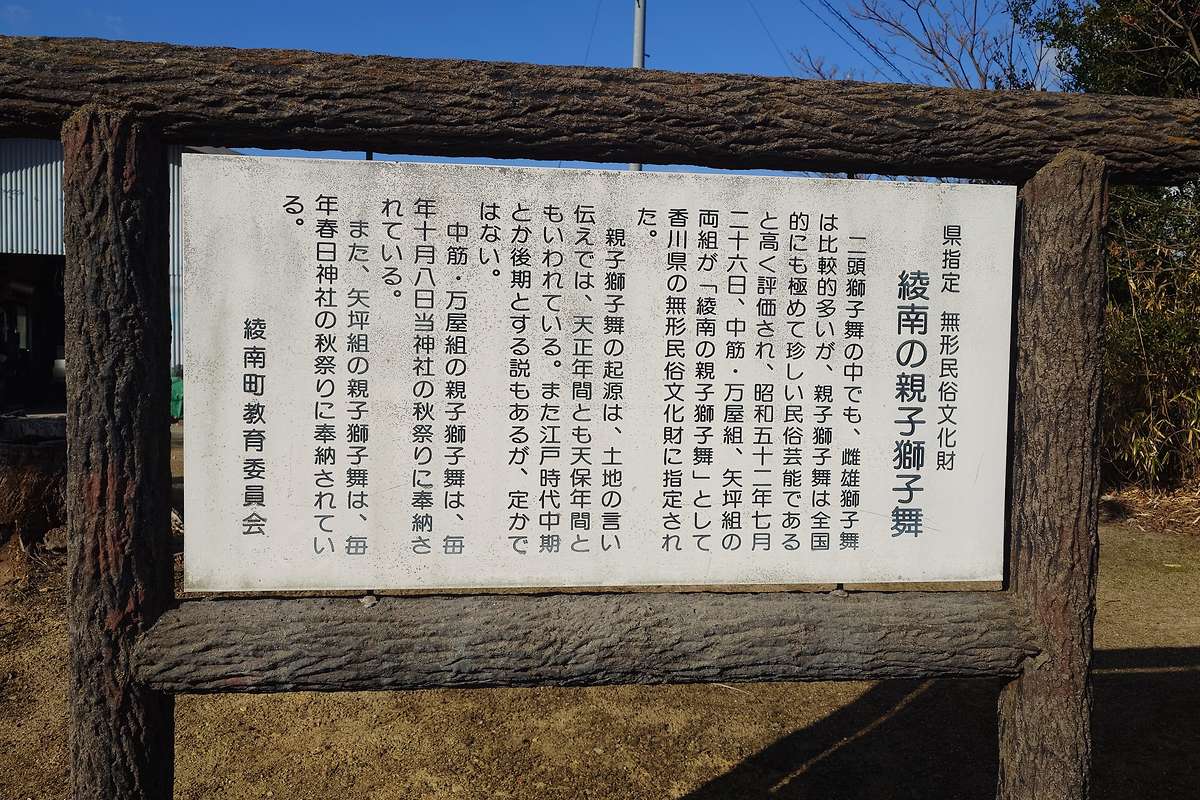 県指定　無形民俗文化財
綾南の親子獅子舞
二頭獅子舞の中でも、雌雄獅子舞
は比較的多いが、親子獅子舞は全国
的にも極めて珍しい民俗芸能である
と高く評価され、昭和五十二年七月
二十六日、中筋・万屋組、矢坪組の
両組が「綾南の親子獅子舞」として
香川県の無形民俗文化財に指定され
た。
親子獅子舞の起源は、土地の言い
伝えでは、天正年間とも天保年間と
もいわれている。また江戸時代中期
とか後期とする説もあるが、定かで
はない。
中筋・万屋組の親子獅子舞は、毎
年十月八日当神社の秋祭りに奉納さ
れている。
また、矢坪組の親子獅子舞は、毎
年春日神社の秋祭りに奉納されてい
る。
綾南町教育委員会